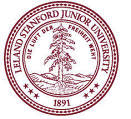 LELAND STANFORD JUNIOR UNIVERSITY
DIE LUFT DER FREIHEIT WEHT
1891